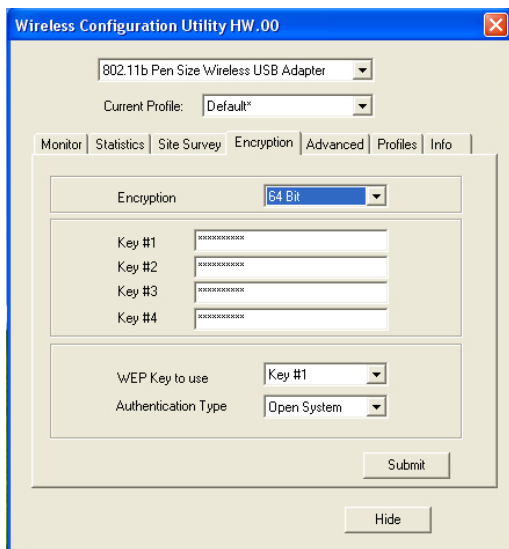 Wireless Configuration Utility HW.00
802.11b Pen Size Wireless USB Adapter
Current Profile: Default*
Monitor Statistics Site Survey Encryption Advanced Profiles Info
Encryption 64 Bit
Key #1 **********
Key #2 **********
Key #3 **********
Key #4 **********
WEP Key to use Key #1
Authentication Type Open System
Submit
Hide